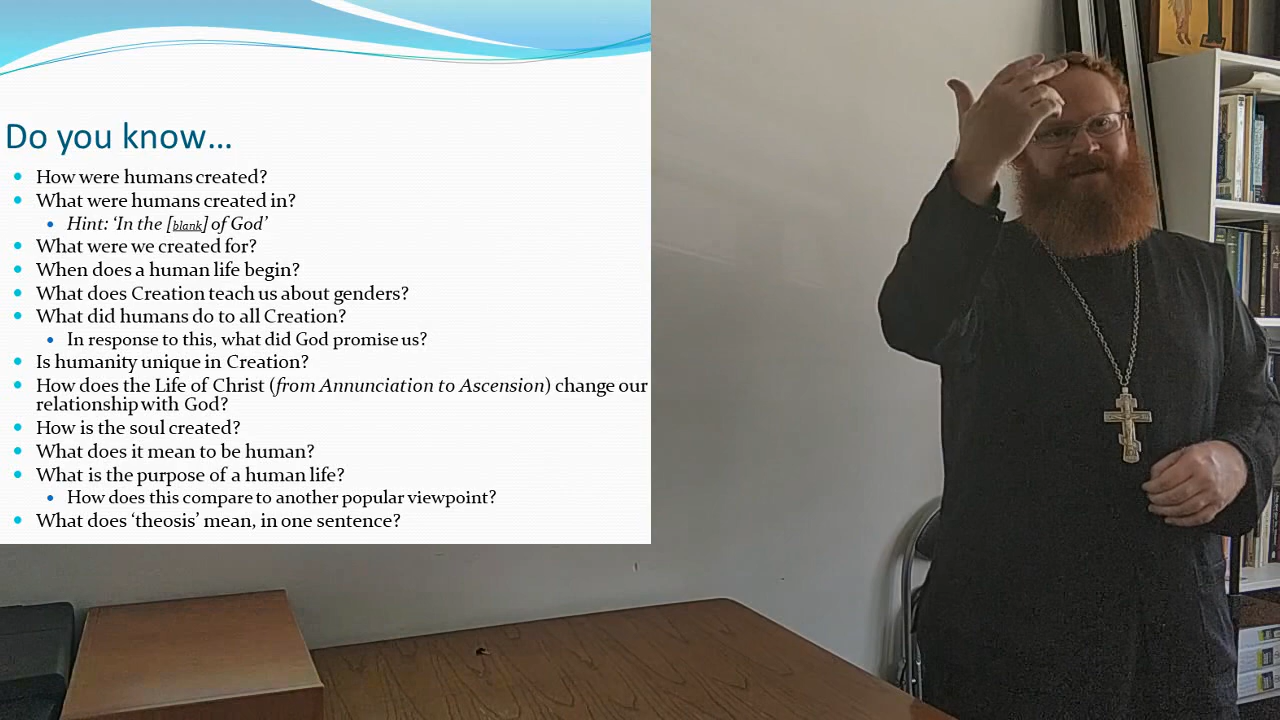 Do you know...
How were humans created?
What were humans created in?
Hint: ‘In the [blank] of God’
What were we created for?
When does a human life begin?
What does Creation teach us about genders?
What did humans do to all Creation?
In response to this, what did God promise us?
Is humanity unique in Creation?
How does the Life of Christ (from Annunciation to Ascension) change our
relationship with God?
How is the soul created?
What does it mean to be human?
What is the purpose of a human life?
How does this compare to another popular viewpoint?
What does ‘theosis’ mean, in one sentence?